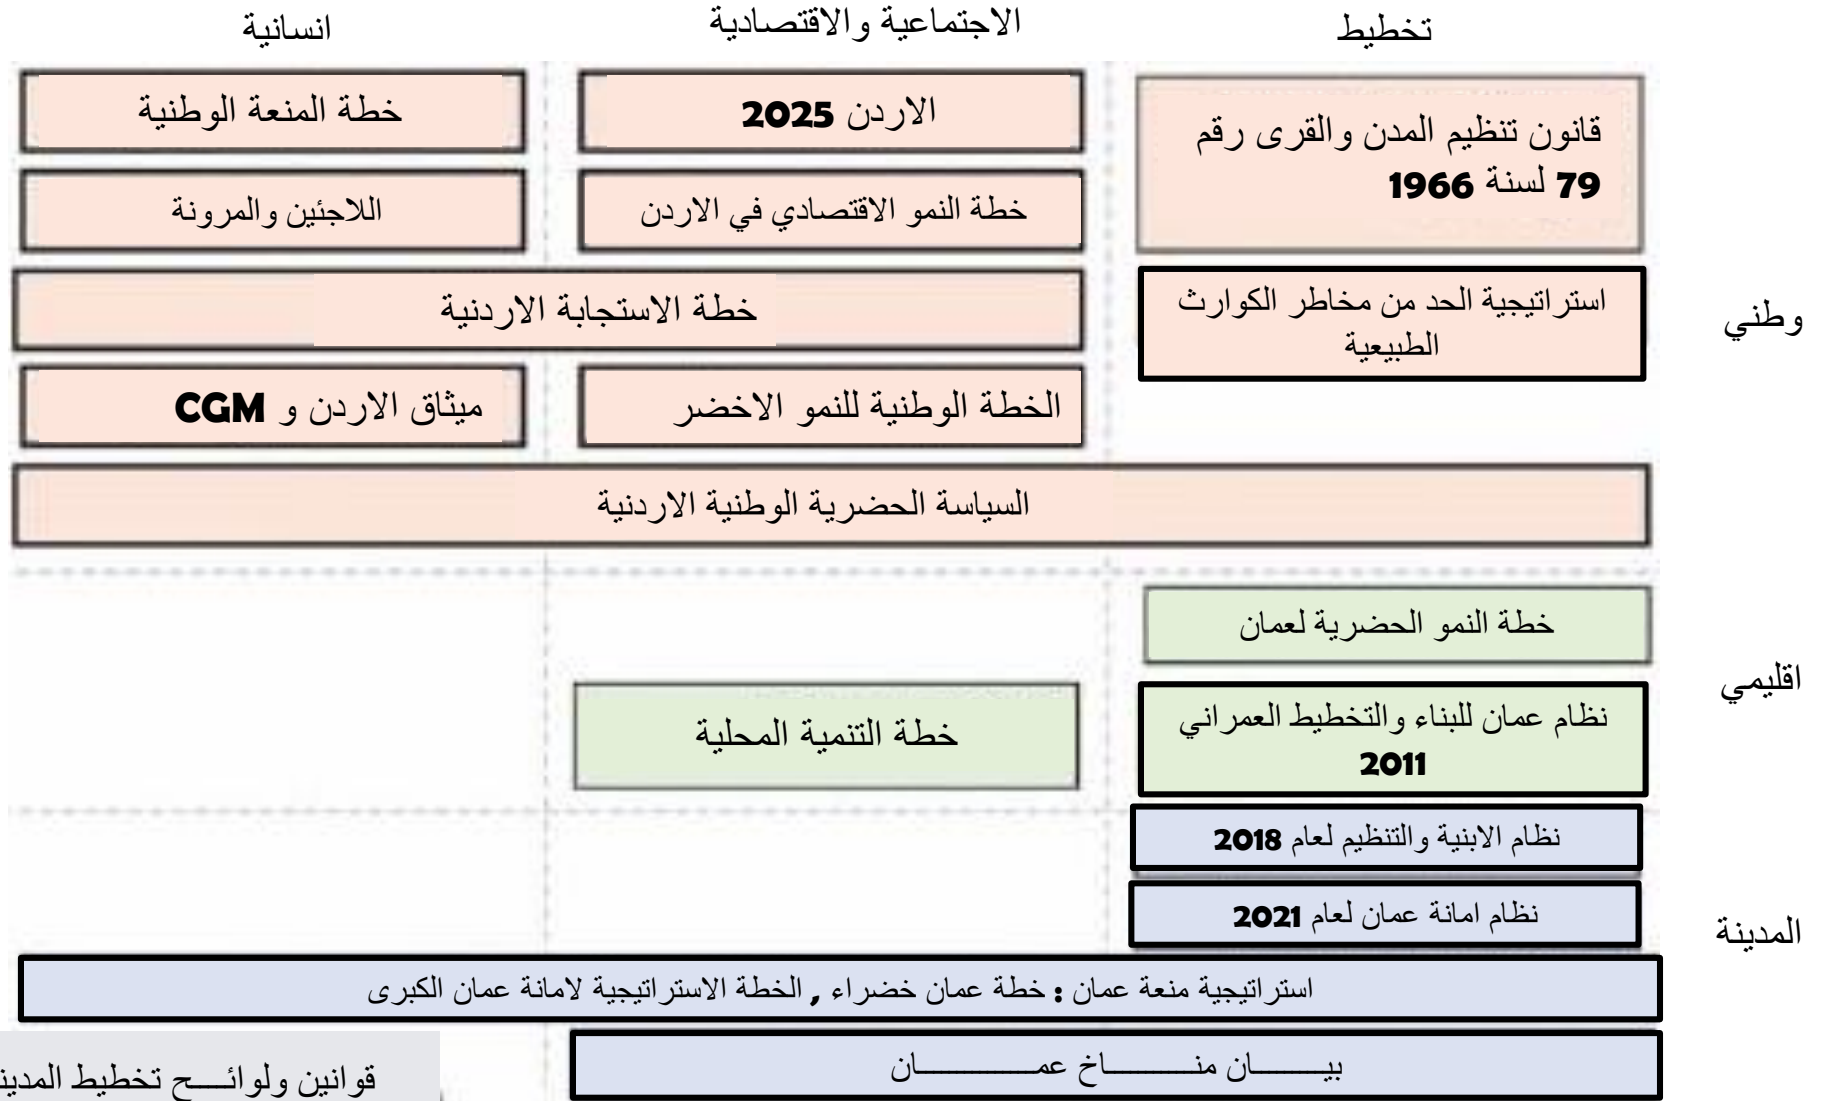 تخطيط
الاجتماعية والاقتصادية
انسانية
قانون تنظيم المدن والقرى رقم
79 لسنة 1966
الاردن 2025
خطة المنعة الوطنية
خطة النمو الاقتصادي في الاردن
اللاجئين والمرونة
استراتيجية الحد من مخاطر الكوارث
الطبيعية
خطة الاستجابة الاردنية
وطني
الخطة الوطنية للنمو الاخضر
ميثاق الاردن و CGM
السياسة الحضرية الوطنية الاردنية
خطة النمو الحضرية لعمان
اقليمي
نظام عمان للبناء والتخطيط العمراني
2011
خطة التنمية المحلية
نظام الابنية والتنظيم لعام 2018
نظام امانة عمان لعام 2021
المدينة
استراتيجية منعة عمان : خطة عمان خضراء , الخطة الاستراتيجية لامانة عمان الكبرى
بيـــــــان منـــــــــاخ عمــــــــــــان
قوانين ولوائـــح تخطيط